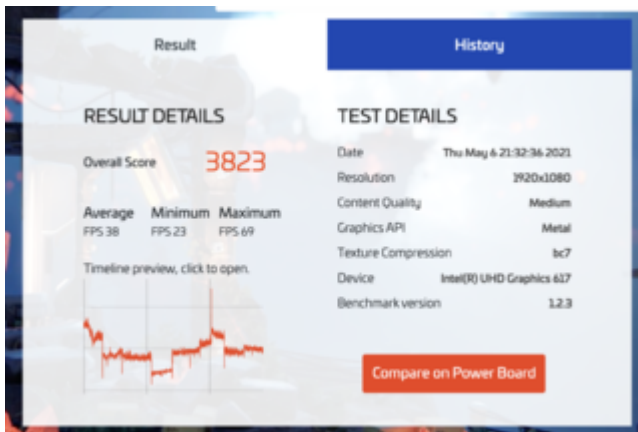 Result
History
RESULT DETAILS
Overall Score 3823
Average Minimum Maximum
FPS 38 FPS 23 FPS 69
Timeline preview, click to open.
TEST DETAILS
Date Thu May 6 21:32:36 2021
Resolution 1920x1080
Content Quality Medium
Graphics API Metal
Texture Compression bc7
Device Intel(R) UHD Graphics 617
Benchmark version 1.2.3
Compare on Power Board